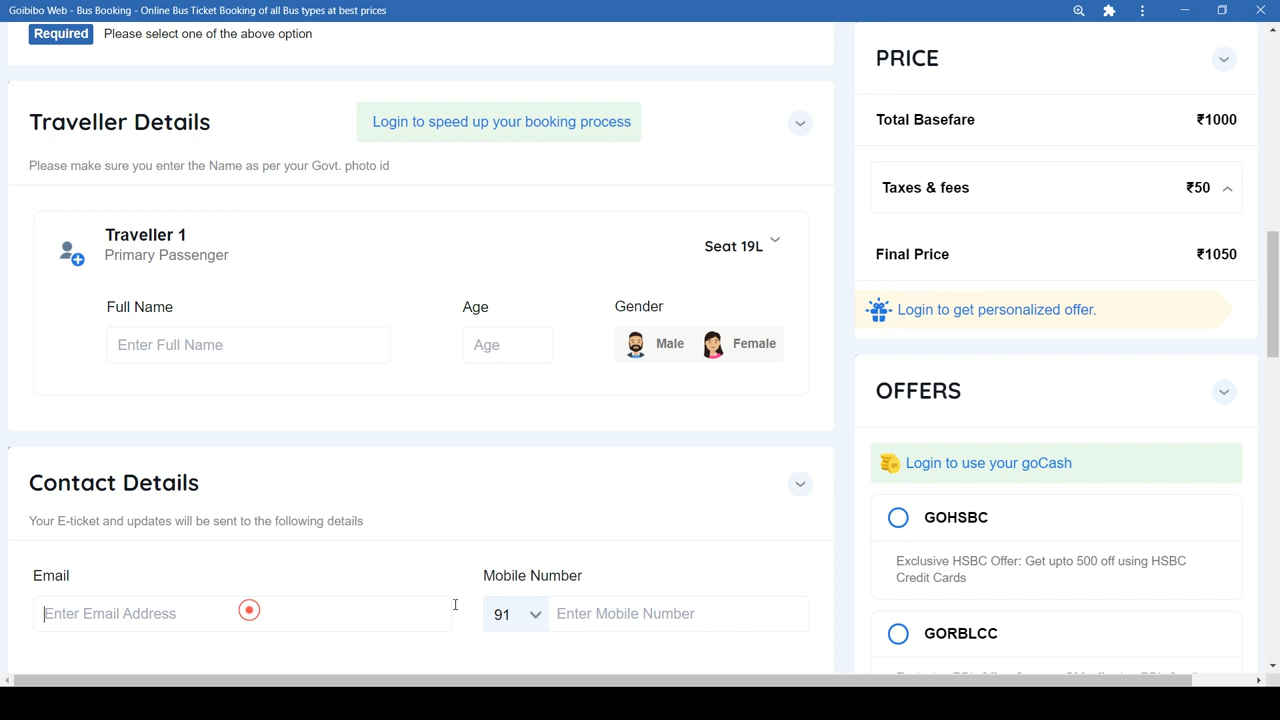 Goibibo Web - Bus Booking - Online Bus Ticket Booking of all Bus types at best prices
Required Please select one of the above option
Traveller Details
Login to speed up your booking process
Please make sure you enter the Name as per your Govt. photo id
Traveller 1
Primary Passenger
Seat 19L
Full Name
Age
Gender
Enter Full Name
Age
Male
Female
Contact Details
Your E-ticket and updates will be sent to the following details
Email
Mobile Number
Enter Email Address
91
Enter Mobile Number
PRICE
Total Basefare ₹1000
Taxes & fees ₹50
Final Price ₹1050
Login to get personalized offer.
OFFERS
Login to use your goCash
GOHSBC
Exclusive HSBC Offer: Get upto 500 off using HSBC
Credit Cards
GORBLCC